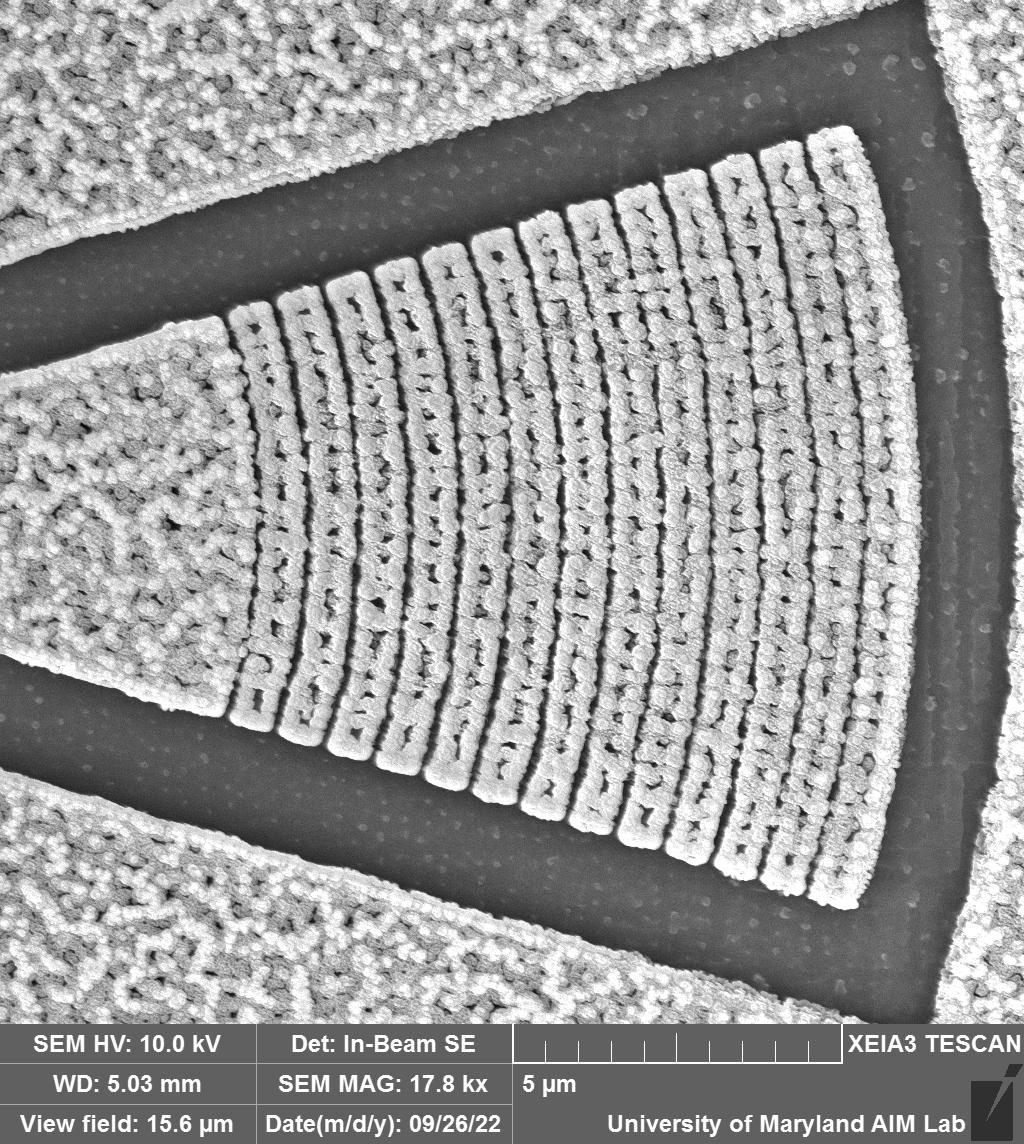 SEM HV: 10.0 kV
Det: In-Beam SE
XEIA3 TESCAN
WD: 5.03 mm
SEM MAG: 17.8 kx
5 µm
View field: 15.6 µm
Date(m/d/y): 09/26/22
University of Maryland AIM Lab